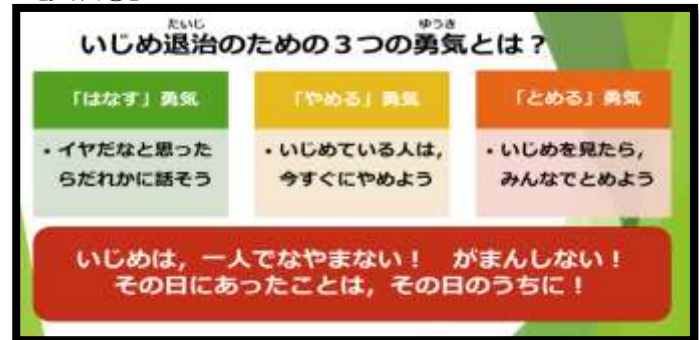 たいじ ゆうき
いじめ退治のための３つの勇気とは？
「はなす」勇気
「やめる」勇気
「とめる」勇気
・イヤだなと思った
らだれかに話そう
・いじめている人は，
今すぐにやめよう
・いじめを見たら，
みんなでとめよう
いじめは，一人でなやまない！　がまんしない！
その日にあったことは，その日のうちに！